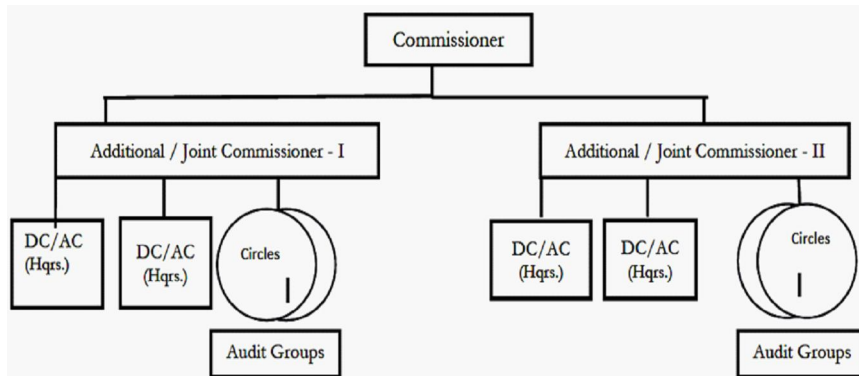 Commissioner
Additional / Joint Commissioner - I
Additional / Joint Commissioner - II
DC/AC
(Hqrs.)
DC/AC
(Hqrs.)
Circles
DC/AC
(Hqrs.)
DC/AC
(Hqrs.)
Circles
Audit Groups
Audit Groups